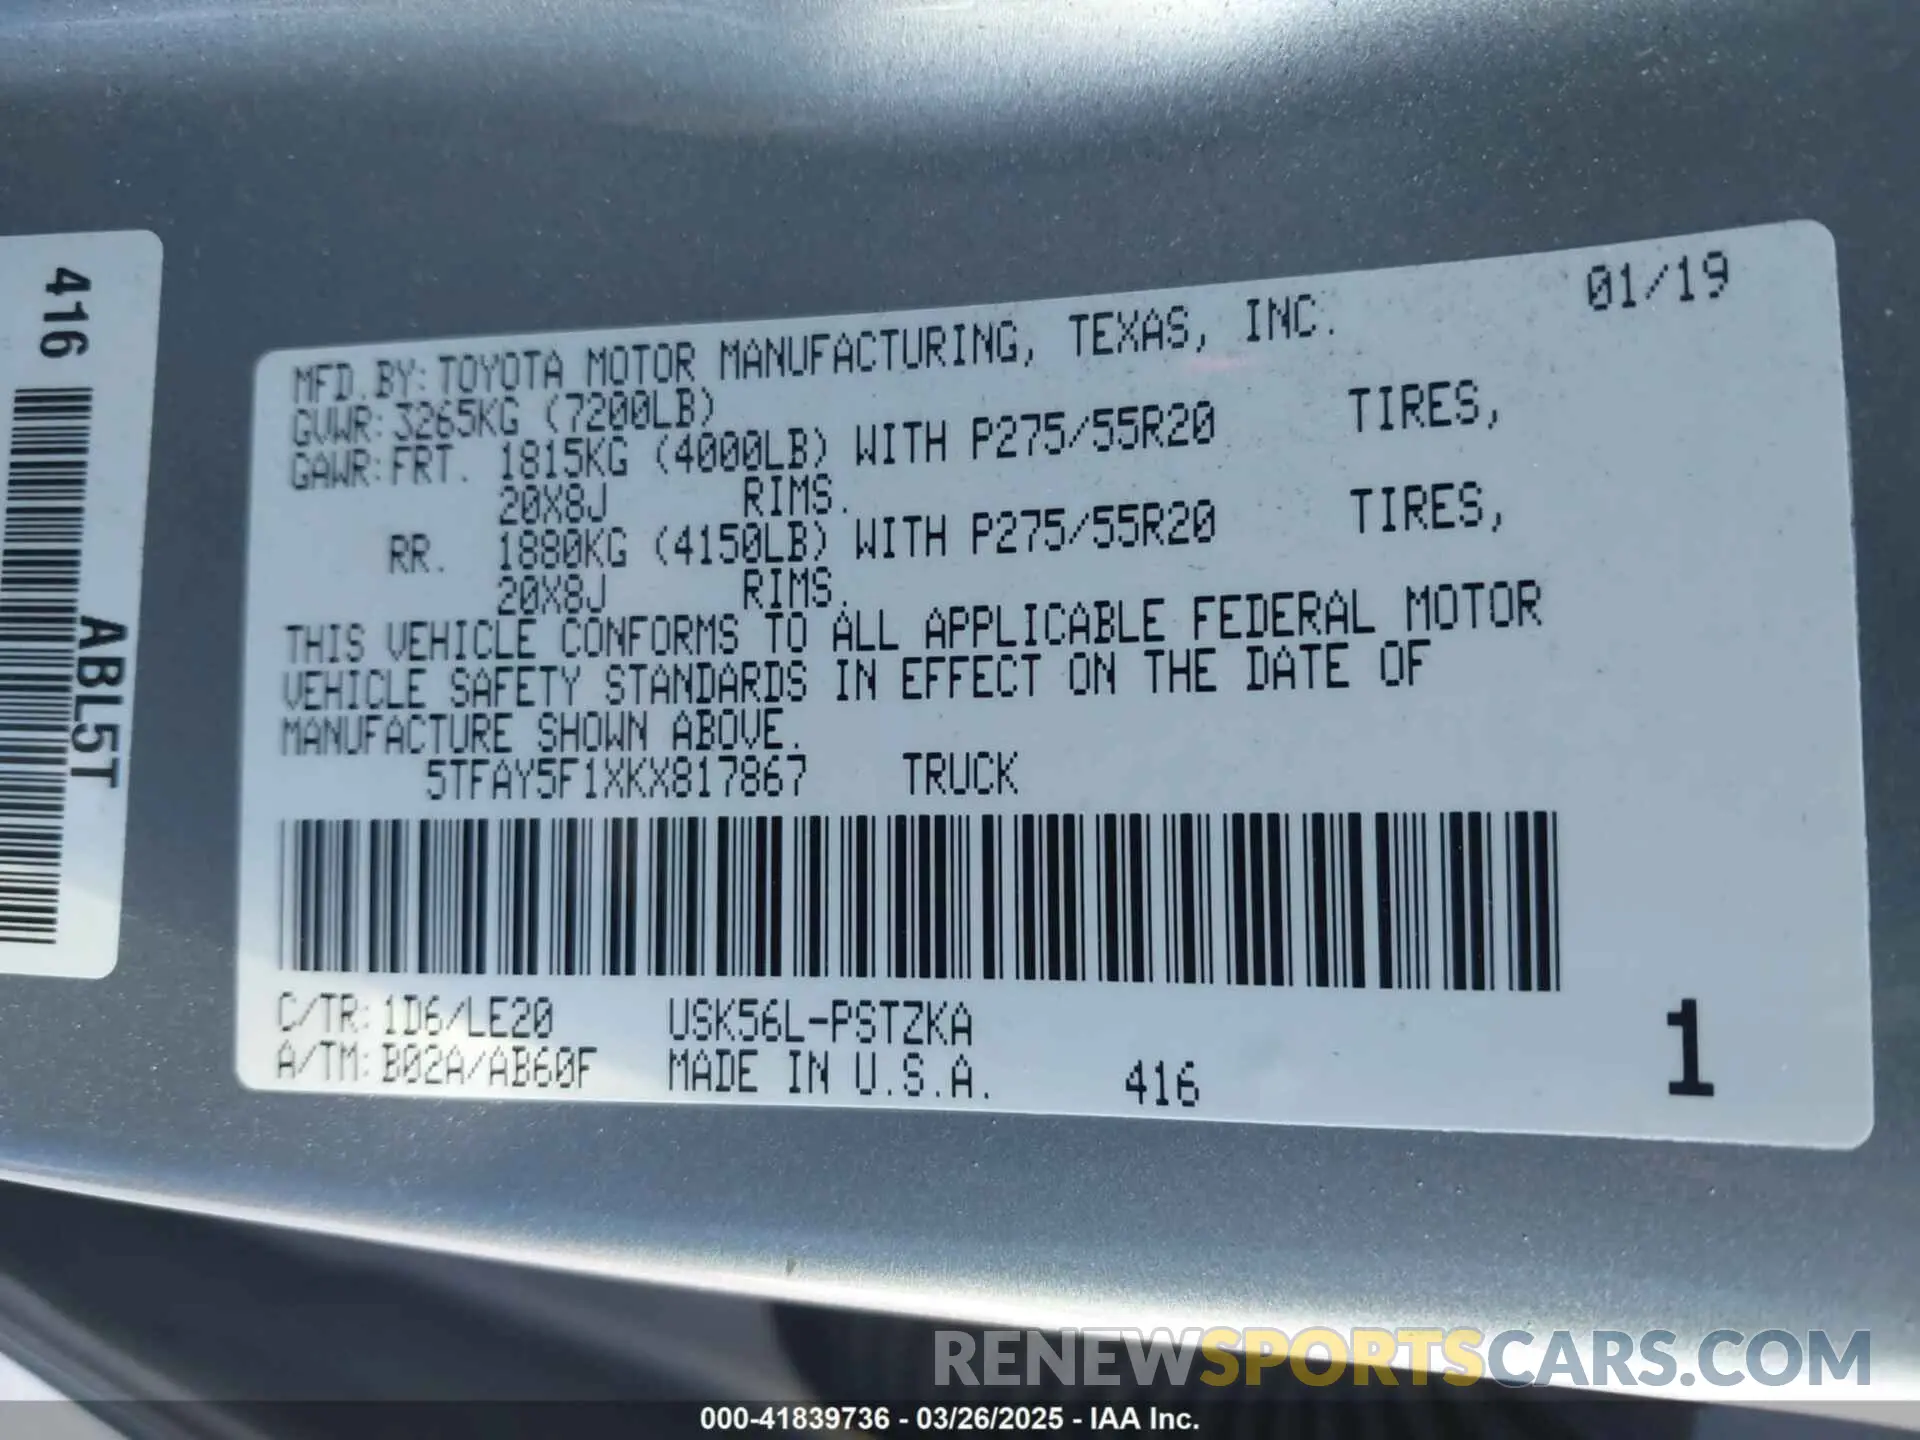 416
ABL5T
01/19
MFD.BY:TOYOTA MOTOR MANUFACTURING, TEXAS, INC.
GVWR:3265KG (7200LB)
GAWR:FRT. 1815KG (4000LB) WITH P275/55R20 TIRES,
20X8J RIMS.
RR. 1880KG (4150LB) WITH P275/55R20 TIRES,
20X8J RIMS.
THIS VEHICLE CONFORMS TO ALL APPLICABLE FEDERAL MOTOR
VEHICLE SAFETY STANDARDS IN EFFECT ON THE DATE OF
MANUFACTURE SHOWN ABOVE.
5TFAY5F1XKX817867 TRUCK
C/TR:1D6/LE20 USK56L-PSTZKA
A/TM:B02A/AB60F MADE IN U.S.A. 416
1
RENEWSPORTSCARS.COM
000-41839736 - 03/26/2025 - IAA Inc.